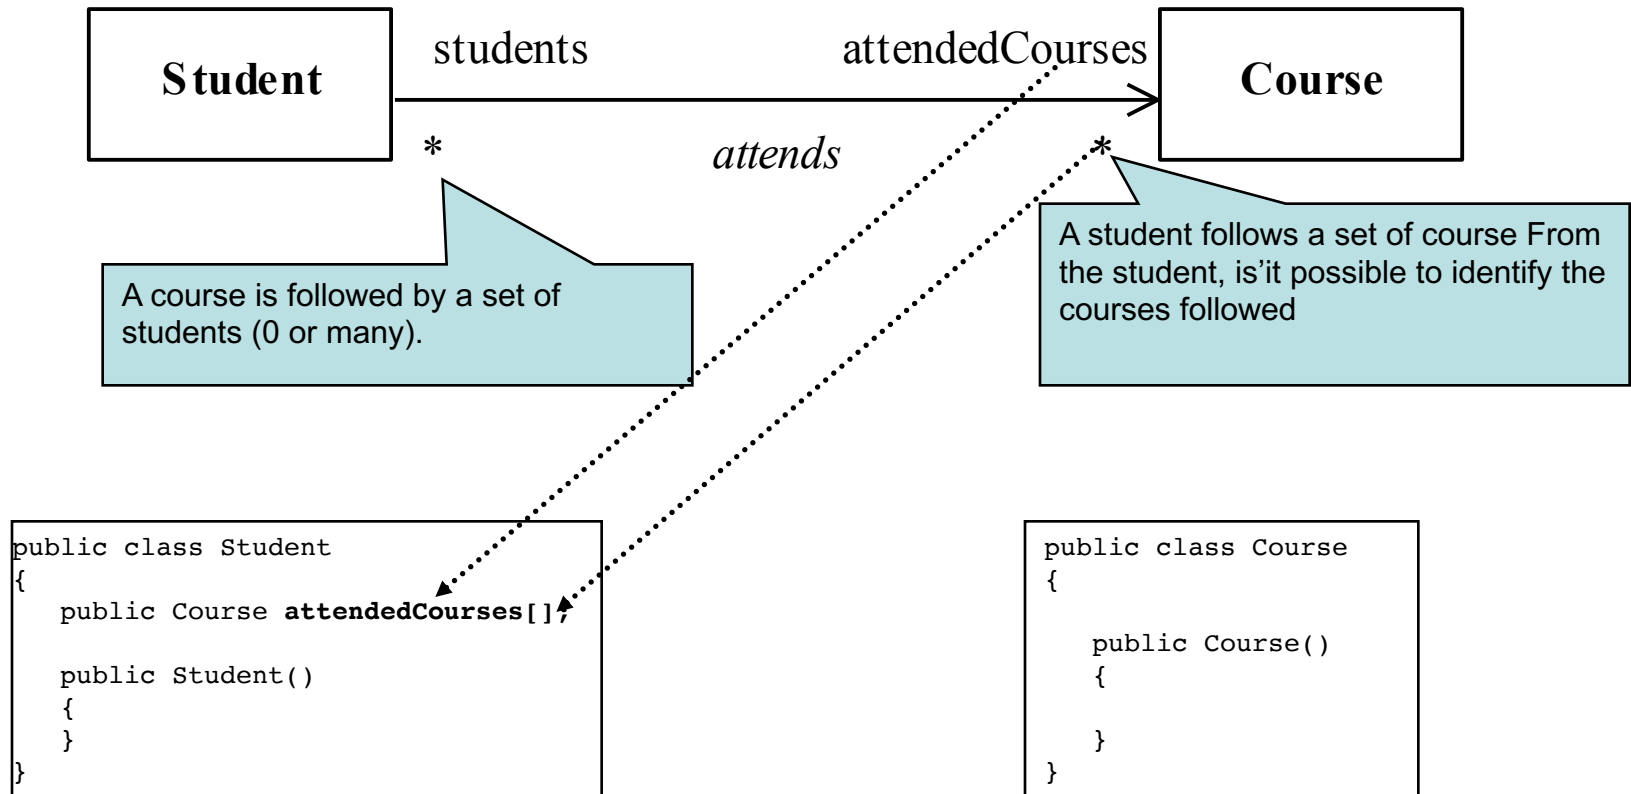 Student
students
attendedCourses
Course
*
attends
*
A course is followed by a set of
students (0 or many).
A student follows a set of course From
the student, is’it possible to identify the
courses followed
public class Student
{
public Course attendedCourses[];
public Student()
{
}
}
public class Course
{
public Course()
{
}
}